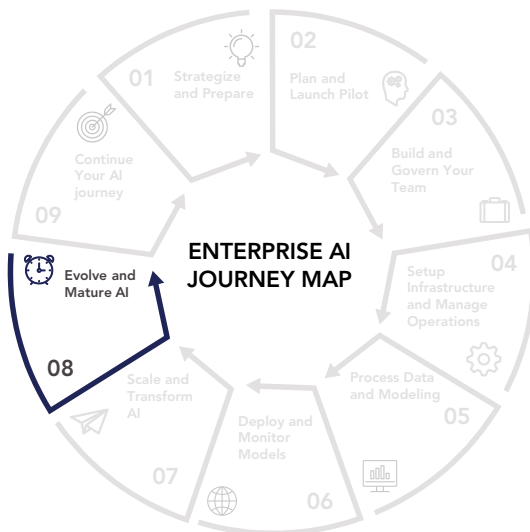 ENTERPRISE AI
JOURNEY MAP
01
Strategize
and Prepare
02
Plan and
Launch Pilot
03
Build and
Govern Your
Team
04
Setup
Infrastructure
and Manage
Operations
Process Data
and Modeling
05
Deploy and
Monitor
Models
06
Scale and
Transform
AI
07
Evolve and
Mature AI
08
Continue
Your AI
journey
09